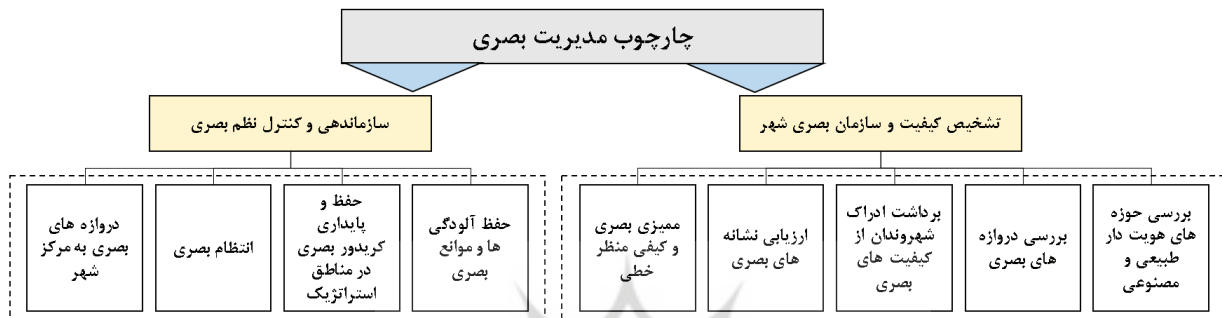 چارچوب مدیریت بصری
تشخیص کیفیت و سازمان بصری شهر
سازماندهی و کنترل نظم بصری
بررسی حوزه
های هویت دار
طبیعی و
مصنوعی
بررسی دروازه
های بصری
برداشت ادراک
شهروندان از
کیفیت های
بصری
ارزیابی نشانه
های بصری
ممیزی بصری
و کیفی منظر
خطی
حفظ آلودگی
ها و موانع
بصری
حفظ و
پایداری
کریدور بصری
در مناطق
استراتژیک
انتظام بصری
دروازه های
بصری به مرکز
شهر